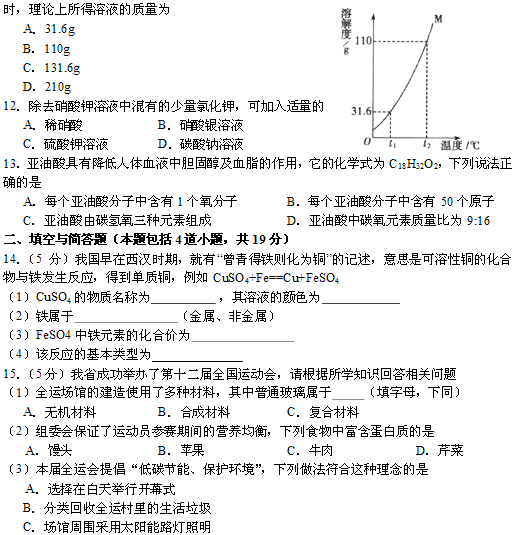 时，理论上所得溶液的质量为
A．31.6g
B．110g
C．131.6g
D．210g
溶解度/g
M
110
31.6
O
t1
t2
温度/℃
12．除去硝酸钾溶液中混有的少量氯化钾，可加入适量的
A．稀硝酸 B．硝酸银溶液
C．硫酸钾溶液 D．碳酸钠溶液
13．亚油酸具有降低人体血液中胆固醇及血脂的作用，它的化学式为 C18H32O2，下列说法正
确的是
A．每个亚油酸分子中含有 1 个氧分子 B．每个亚油酸分子中含有 50 个原子
C．亚油酸由碳氢氧三种元素组成 D．亚油酸中碳氧元素质量比为 9:16
二、填空与简答题（本题包括 4 道小题，共 19 分）
14．（5 分）我国早在西汉时期，就有“曾青得铁则化为铜”的记述，意思是可溶性铜的化合
物与铁发生反应，得到单质铜，例如 CuSO4+Fe==Cu+FeSO4
（1）CuSO4 的物质名称为__________，其溶液的颜色为____________
（2）铁属于________________（金属、非金属）
（3）FeSO4 中铁元素的化合价为________________
（4）该反应的基本类型为______________
15．（5 分）我省成功举办了第十二届全国运动会，请根据所学知识回答相关问题
（1）全运场馆的建造使用了多种材料，其中普通玻璃属于_____（填字母，下同）
A．无机材料 B．合成材料 C．复合材料
（2）组委会保证了运动员参赛期间的营养均衡，下列食物中富含蛋白质的是
A．馒头 B．苹果 C．牛肉 D．芹菜
（3）本届全运会提倡“低碳节能、保护环境”，下列做法符合这种理念的是
A．选择在白天举行开幕式
B．分类回收全运村里的生活垃圾
C．场馆周围采用太阳能路灯照明